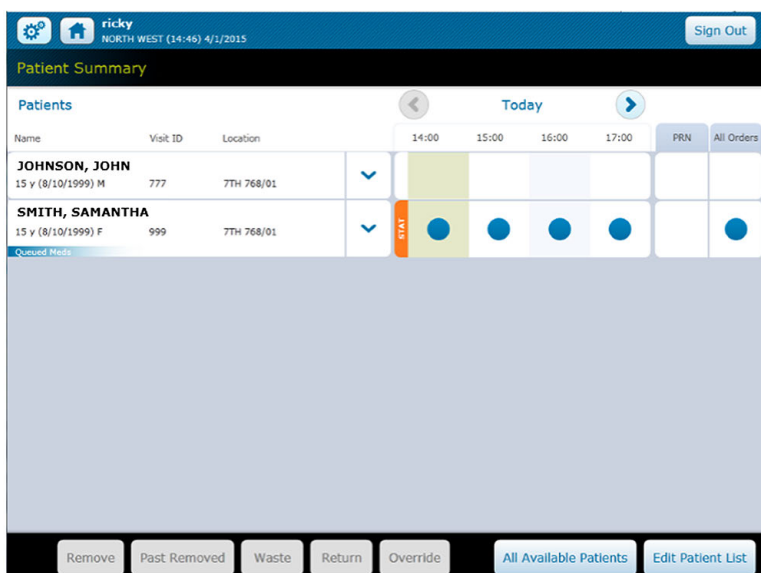 ricky
NORTH WEST (14:46) 4/1/2015
Sign Out
Patient Summary
Patients
Today
Name Visit ID Location 14:00 15:00 16:00 17:00 PRN All Orders
JOHNSON, JOHN
15 y (8/10/1999) M 777 7TH 768/01
SMITH, SAMANTHA
15 y (8/10/1999) F 999 7TH 768/01
STAT
Queued Meds
Remove Past Removed Waste Return Override All Available Patients Edit Patient List